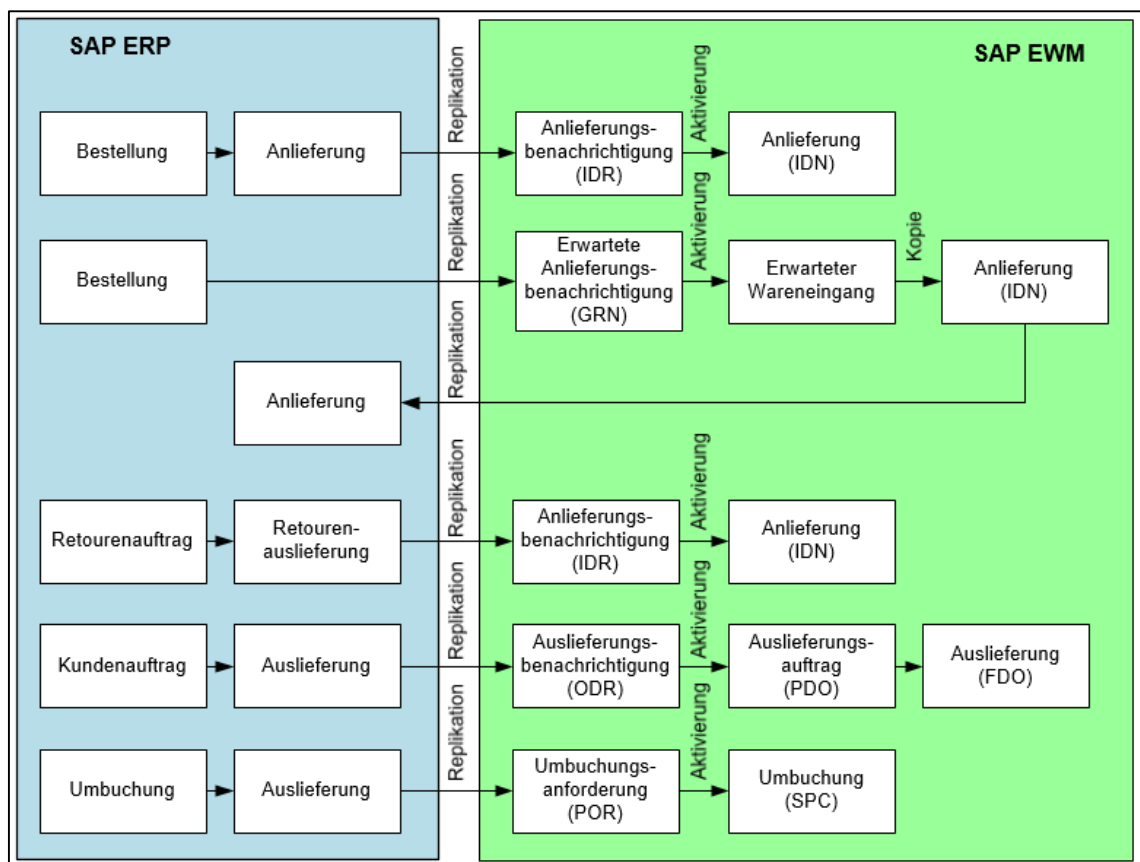 SAP ERP
SAP EWM
Replikation
Aktivierung
Bestellung
Anlieferung
Anlieferungs-
benachrichtigung
(IDR)
Anlieferung
(IDN)
Replikation
Aktivierung
Kopie
Bestellung
Erwartete
Anlieferungs-
benachrichtigung
(GRN)
Erwarteter
Wareneingang
Anlieferung
(IDN)
Replikation
Anlieferung
Replikation
Aktivierung
Retourenauftrag
Retouren-
auslieferung
Anlieferungs-
benachrichtigung
(IDR)
Anlieferung
(IDN)
Replikation
Aktivierung
Kundenauftrag
Auslieferung
Auslieferungs-
benachrichtigung
(ODR)
Auslieferungs-
auftrag
(PDO)
Auslieferung
(FDO)
Replikation
Aktivierung
Umbuchung
Auslieferung
Umbuchungs-
anforderung
(POR)
Umbuchung
(SPC)